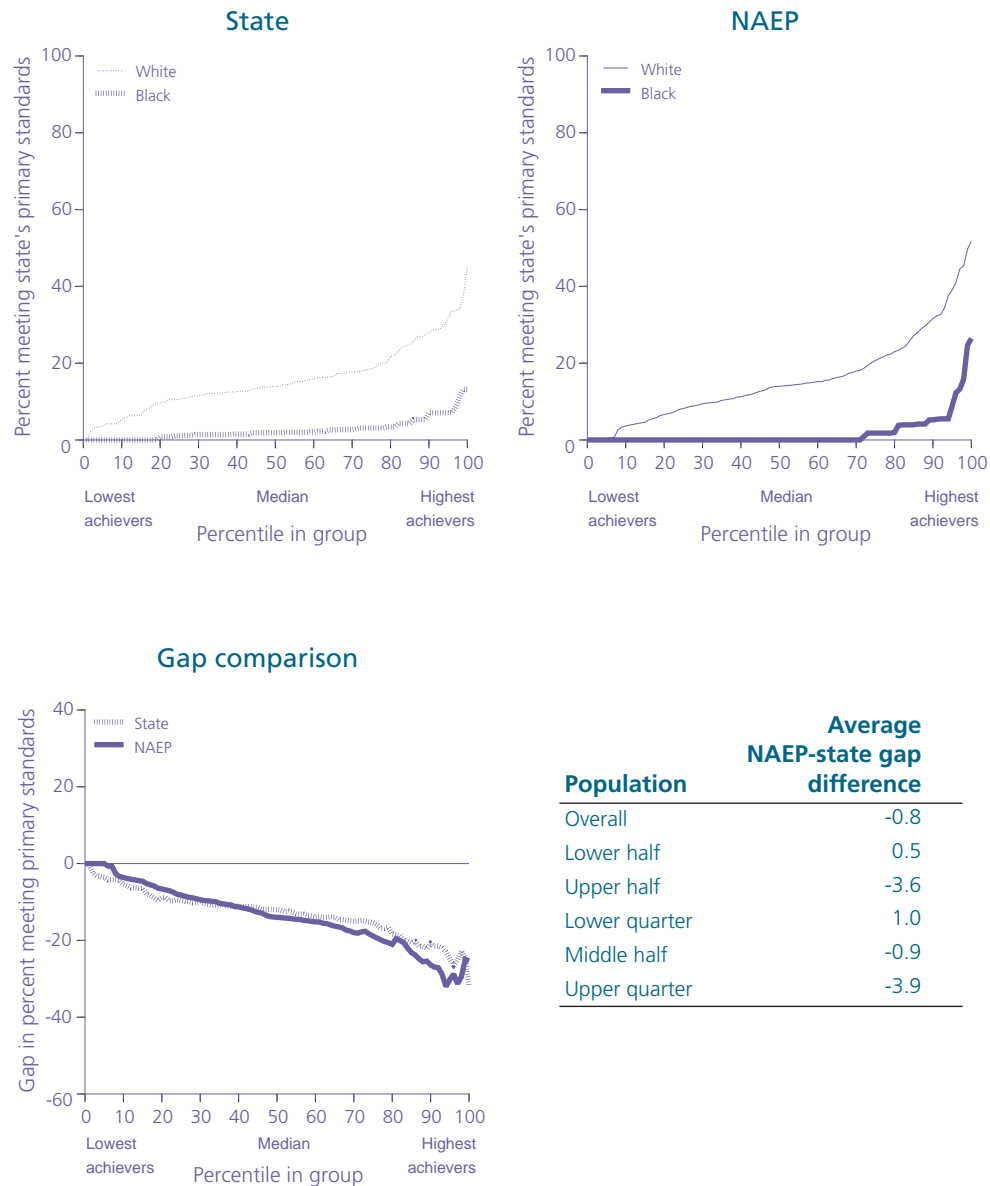 State
Percent meeting state's primary standards
100
80
60
40
20
0
White
Black
0 10 20 30 40 50 60 70 80 90 100
Lowest achievers
Median
Highest achievers
Percentile in group
NAEP
Percent meeting state's primary standards
100
80
60
40
20
0
White
Black
0 10 20 30 40 50 60 70 80 90 100
Lowest achievers
Median
Highest achievers
Percentile in group
Gap comparison
Gap in percent meeting primary standards
40
20
0
-20
-40
-60
State
NAEP
0 10 20 30 40 50 60 70 80 90 100
Lowest achievers
Median
Highest achievers
Percentile in group
Average
NAEP-state gap
Population difference
Overall -0.8
Lower half 0.5
Upper half -3.6
Lower quarter 1.0
Middle half -0.9
Upper quarter -3.9